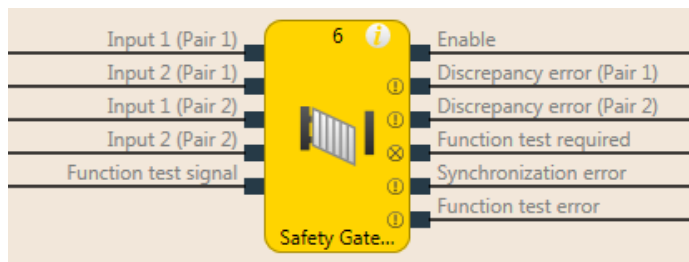 6 i
Input 1 (Pair 1)
Input 2 (Pair 1)
Input 1 (Pair 2)
Input 2 (Pair 2)
Function test signal
Enable
Discrepancy error (Pair 1)
Discrepancy error (Pair 2)
Function test required
Synchronization error
Function test error
Safety Gate...